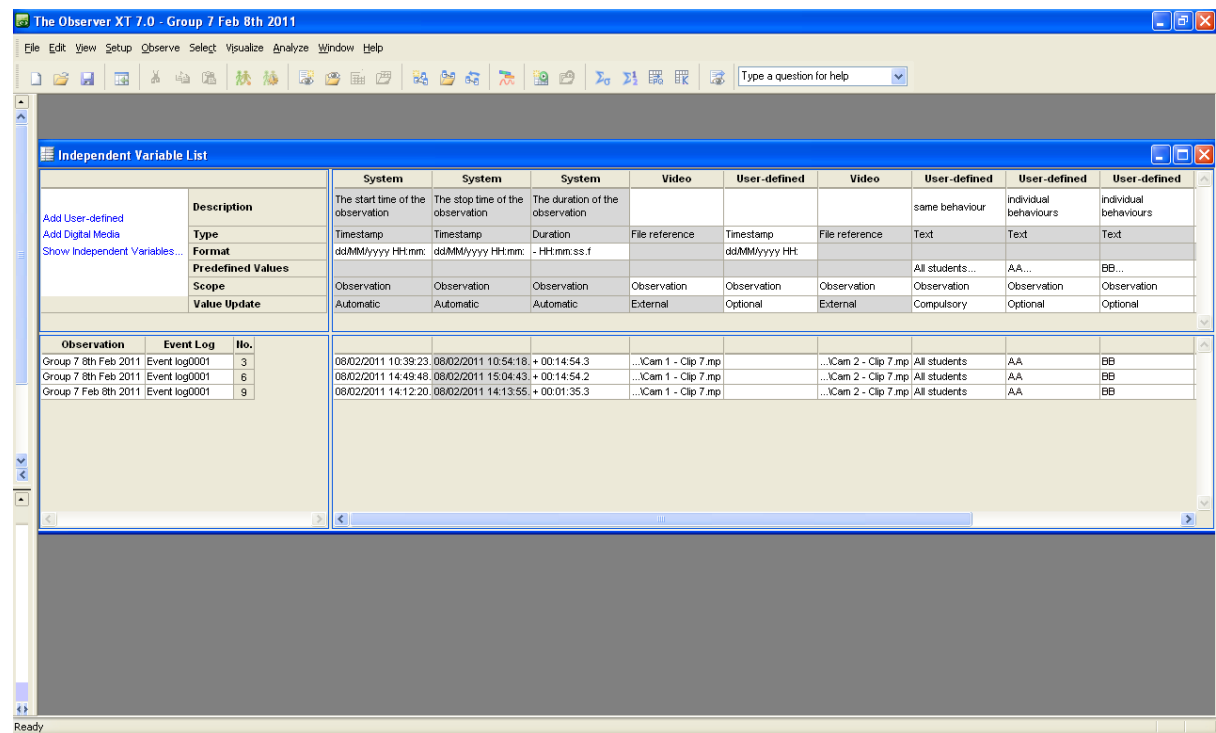 The Observer XT 7.0 - Group 7 Feb 8th 2011
File Edit View Setup Observe Select Visualize Analyze Window Help
Type a question for help
Independent Variable List
System System System Video User-defined Video User-defined User-defined User-defined
Add User-defined
Add Digital Media
Show Independent Variables...
Description The start time of the observation The stop time of the observation The duration of the observation same behaviour individual behaviours individual behaviours
Type Timestamp Timestamp Duration File reference Timestamp File reference Text Text Text
Format dd/MM/yyyy HH:mm: dd/MM/yyyy HH:mm: - HH:mm:ss.f dd/MM/yyyy HH:
Predefined Values All students... AA... BB...
Scope Observation Observation Observation Observation Observation Observation Observation Observation Observation
Value Update Automatic Automatic Automatic External Optional External Compulsory Optional Optional
Observation Event Log No.
Group 7 8th Feb 2011 Event log0001 3 08/02/2011 10:39:23. 08/02/2011 10:54:18. + 00:14:54.3 ...\Cam 1 - Clip 7.mp ...\Cam 2 - Clip 7.mp All students AA BB
Group 7 8th Feb 2011 Event log0001 6 08/02/2011 14:49:48. 08/02/2011 15:04:43. + 00:14:54.2 ...\Cam 1 - Clip 7.mp ...\Cam 2 - Clip 7.mp All students AA BB
Group 7 Feb 8th 2011 Event log0001 9 08/02/2011 14:12:20. 08/02/2011 14:13:55. + 00:01:35.3 ...\Cam 1 - Clip 7.mp ...\Cam 2 - Clip 7.mp All students AA BB
Ready